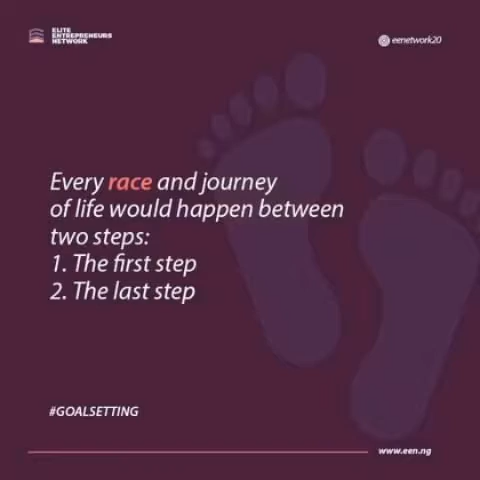 ELITE
ENTREPRENEURS
NETWORK
eenetwork20
Every race and journey
of life would happen between
two steps:
1. The first step
2. The last step
#GOALSETTING
www.een.ng